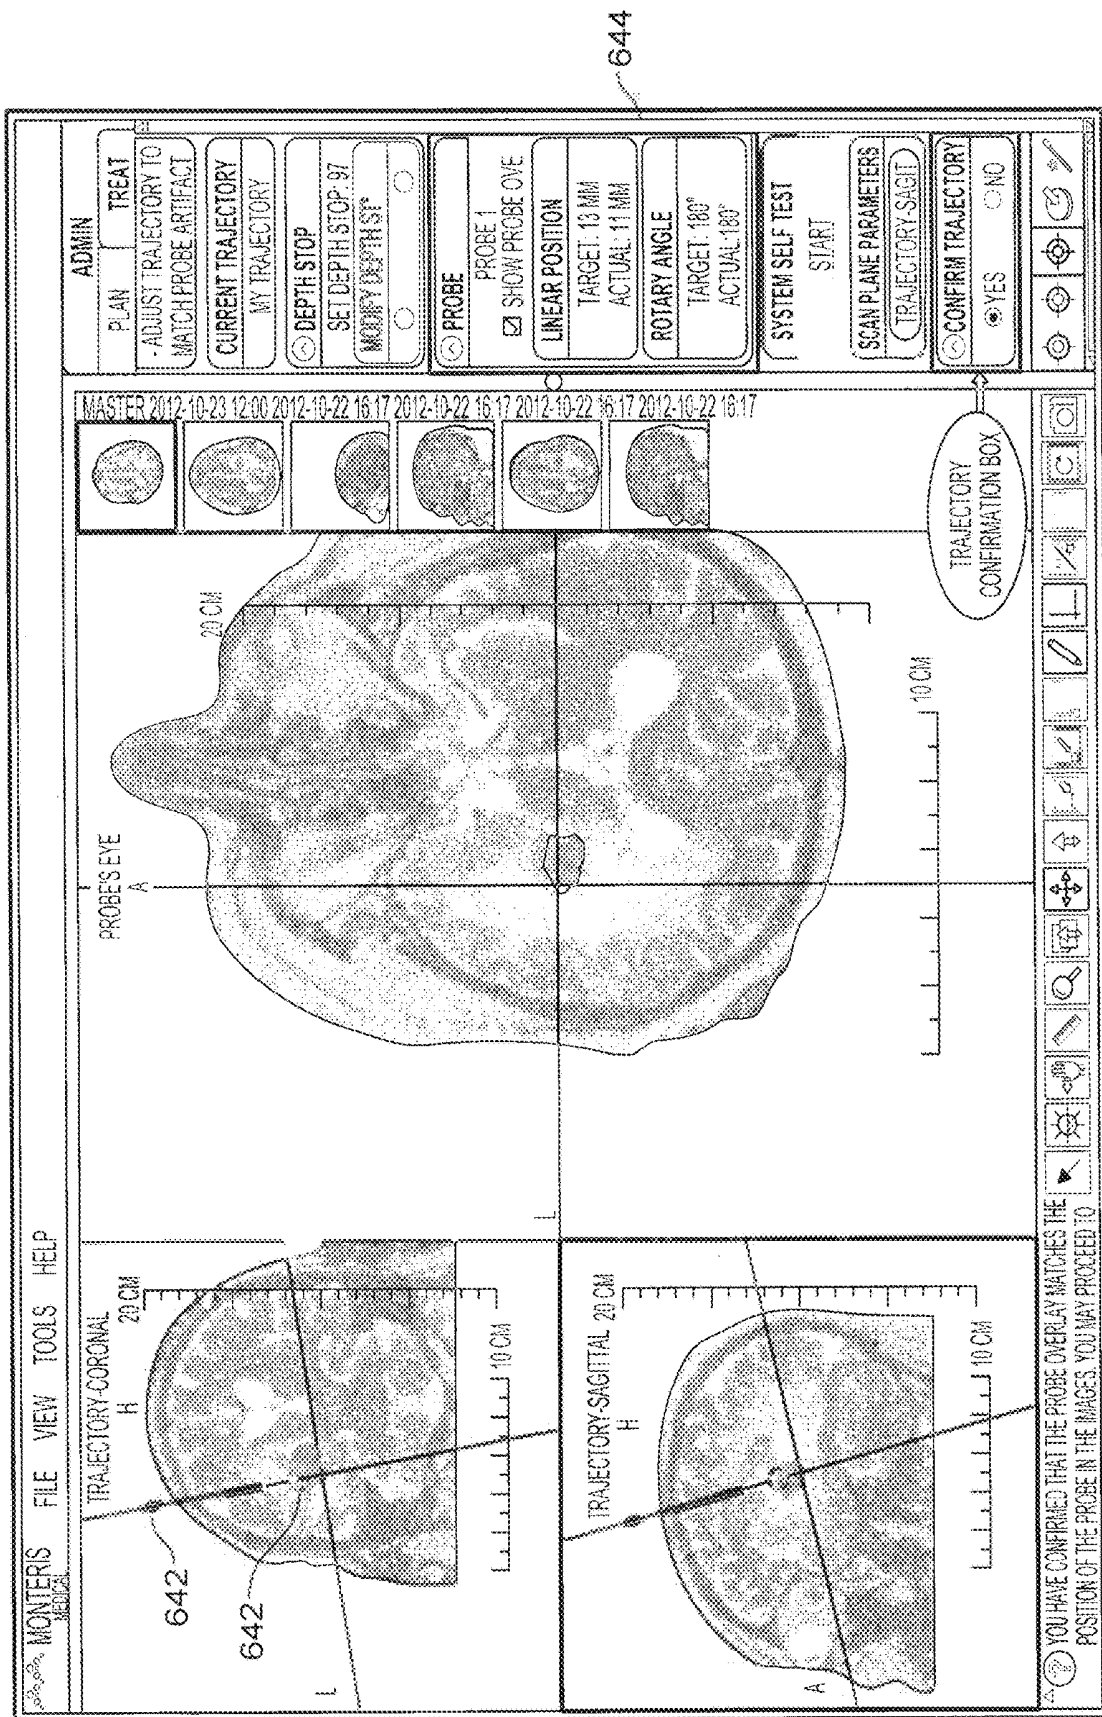 MONTERIS
MEDICAL
FILE VIEW TOOLS HELP
TRAJECTORY-CORONAL
H
20 CM
10 CM
L
642
642
TRAJECTORY-SAGITTAL
H
20 CM
10 CM
A
PROBE'S EYE
A
L
20 CM
10 CM
MASTER 2012-10-23 12:00 2012-10-22 16:17 2012-10-22 16:17 2012-10-22 16:17 2012-10-22 16:17
ADMIN
PLAN TREAT
- ADJUST TRAJECTORY TO
MATCH PROBE ARTIFACT
CURRENT TRAJECTORY
MY TRAJECTORY
DEPTH STOP
SET DEPTH STOP 97
MODIFY DEPTH ST
PROBE
PROBE 1
SHOW PROBE OVE
LINEAR POSITION
TARGET: 13 MM
ACTUAL: 11 MM
ROTARY ANGLE
TARGET: 180°
ACTUAL:180°
SYSTEM SELF TEST
START
SCAN PLANE PARAMETERS
TRAJECTORY-SAGIT
CONFIRM TRAJECTORY
YES NO
TRAJECTORY
CONFIRMATION BOX
644
? YOU HAVE CONFIRMED THAT THE PROBE OVERLAY MATCHES THE
POSITION OF THE PROBE IN THE IMAGES. YOU MAY PROCEED TO